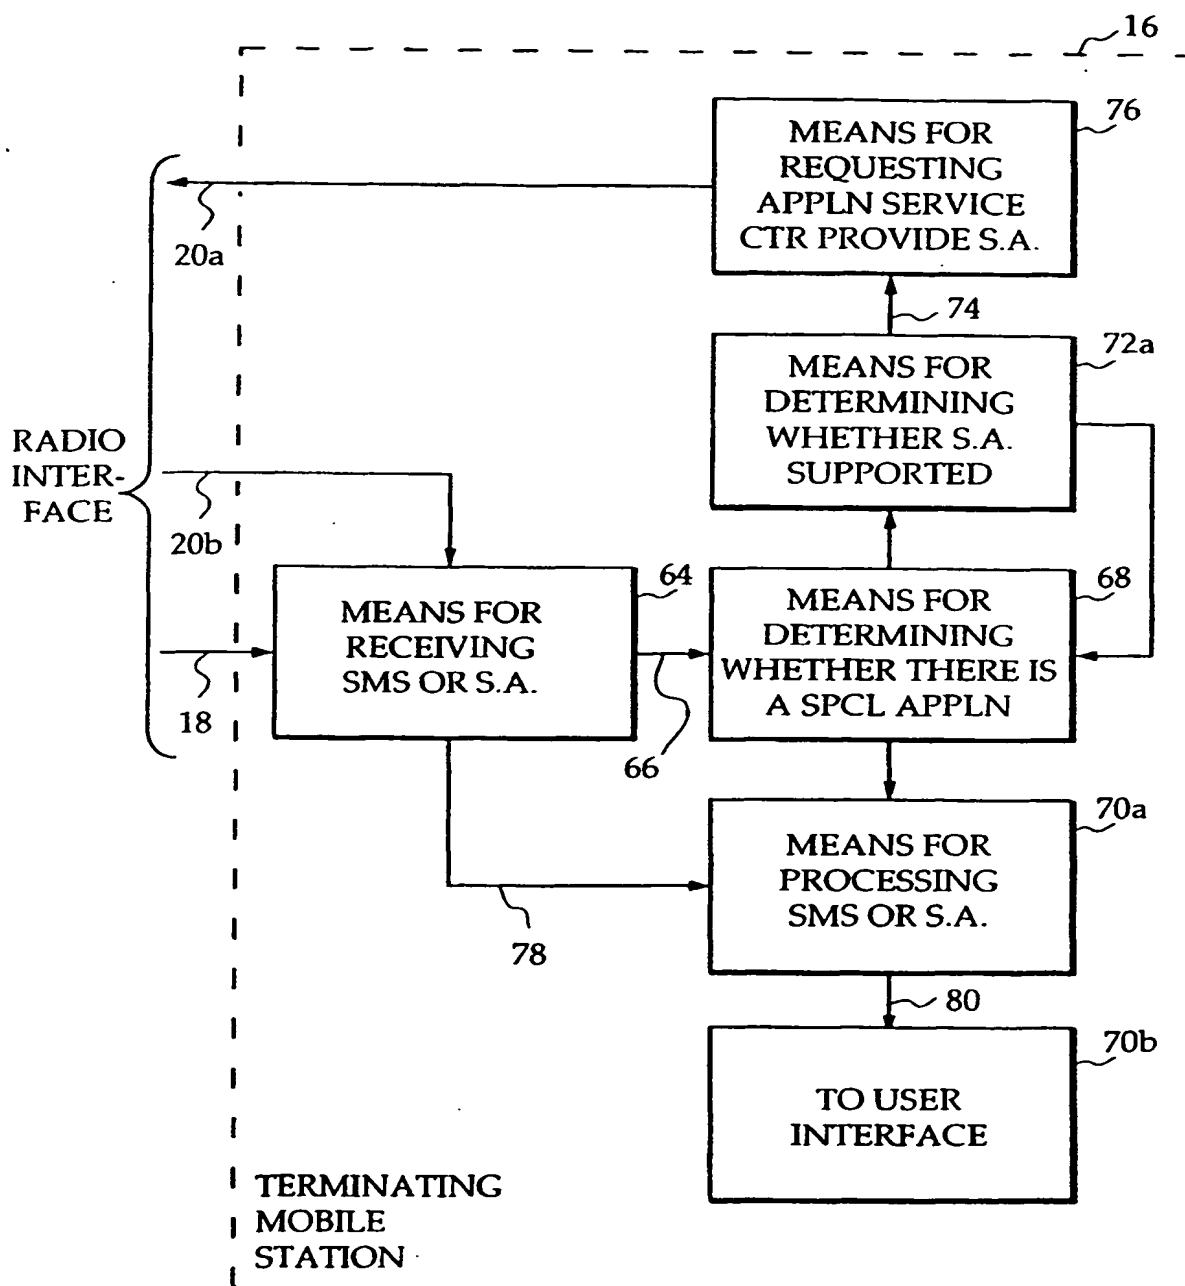 16
MEANS FOR
REQUESTING
APPLN SERVICE
CTR PROVIDE S.A.
76
20a
74
MEANS FOR
DETERMINING
WHETHER S.A.
SUPPORTED
72a
RADIO
INTER-
FACE
20b
MEANS FOR
RECEIVING
SMS OR S.A.
64
MEANS FOR
DETERMINING
WHETHER THERE IS
A SPCL APPLN
68
18
66
MEANS FOR
PROCESSING
SMS OR S.A.
70a
78
80
TO USER
INTERFACE
70b
TERMINATING
MOBILE
STATION